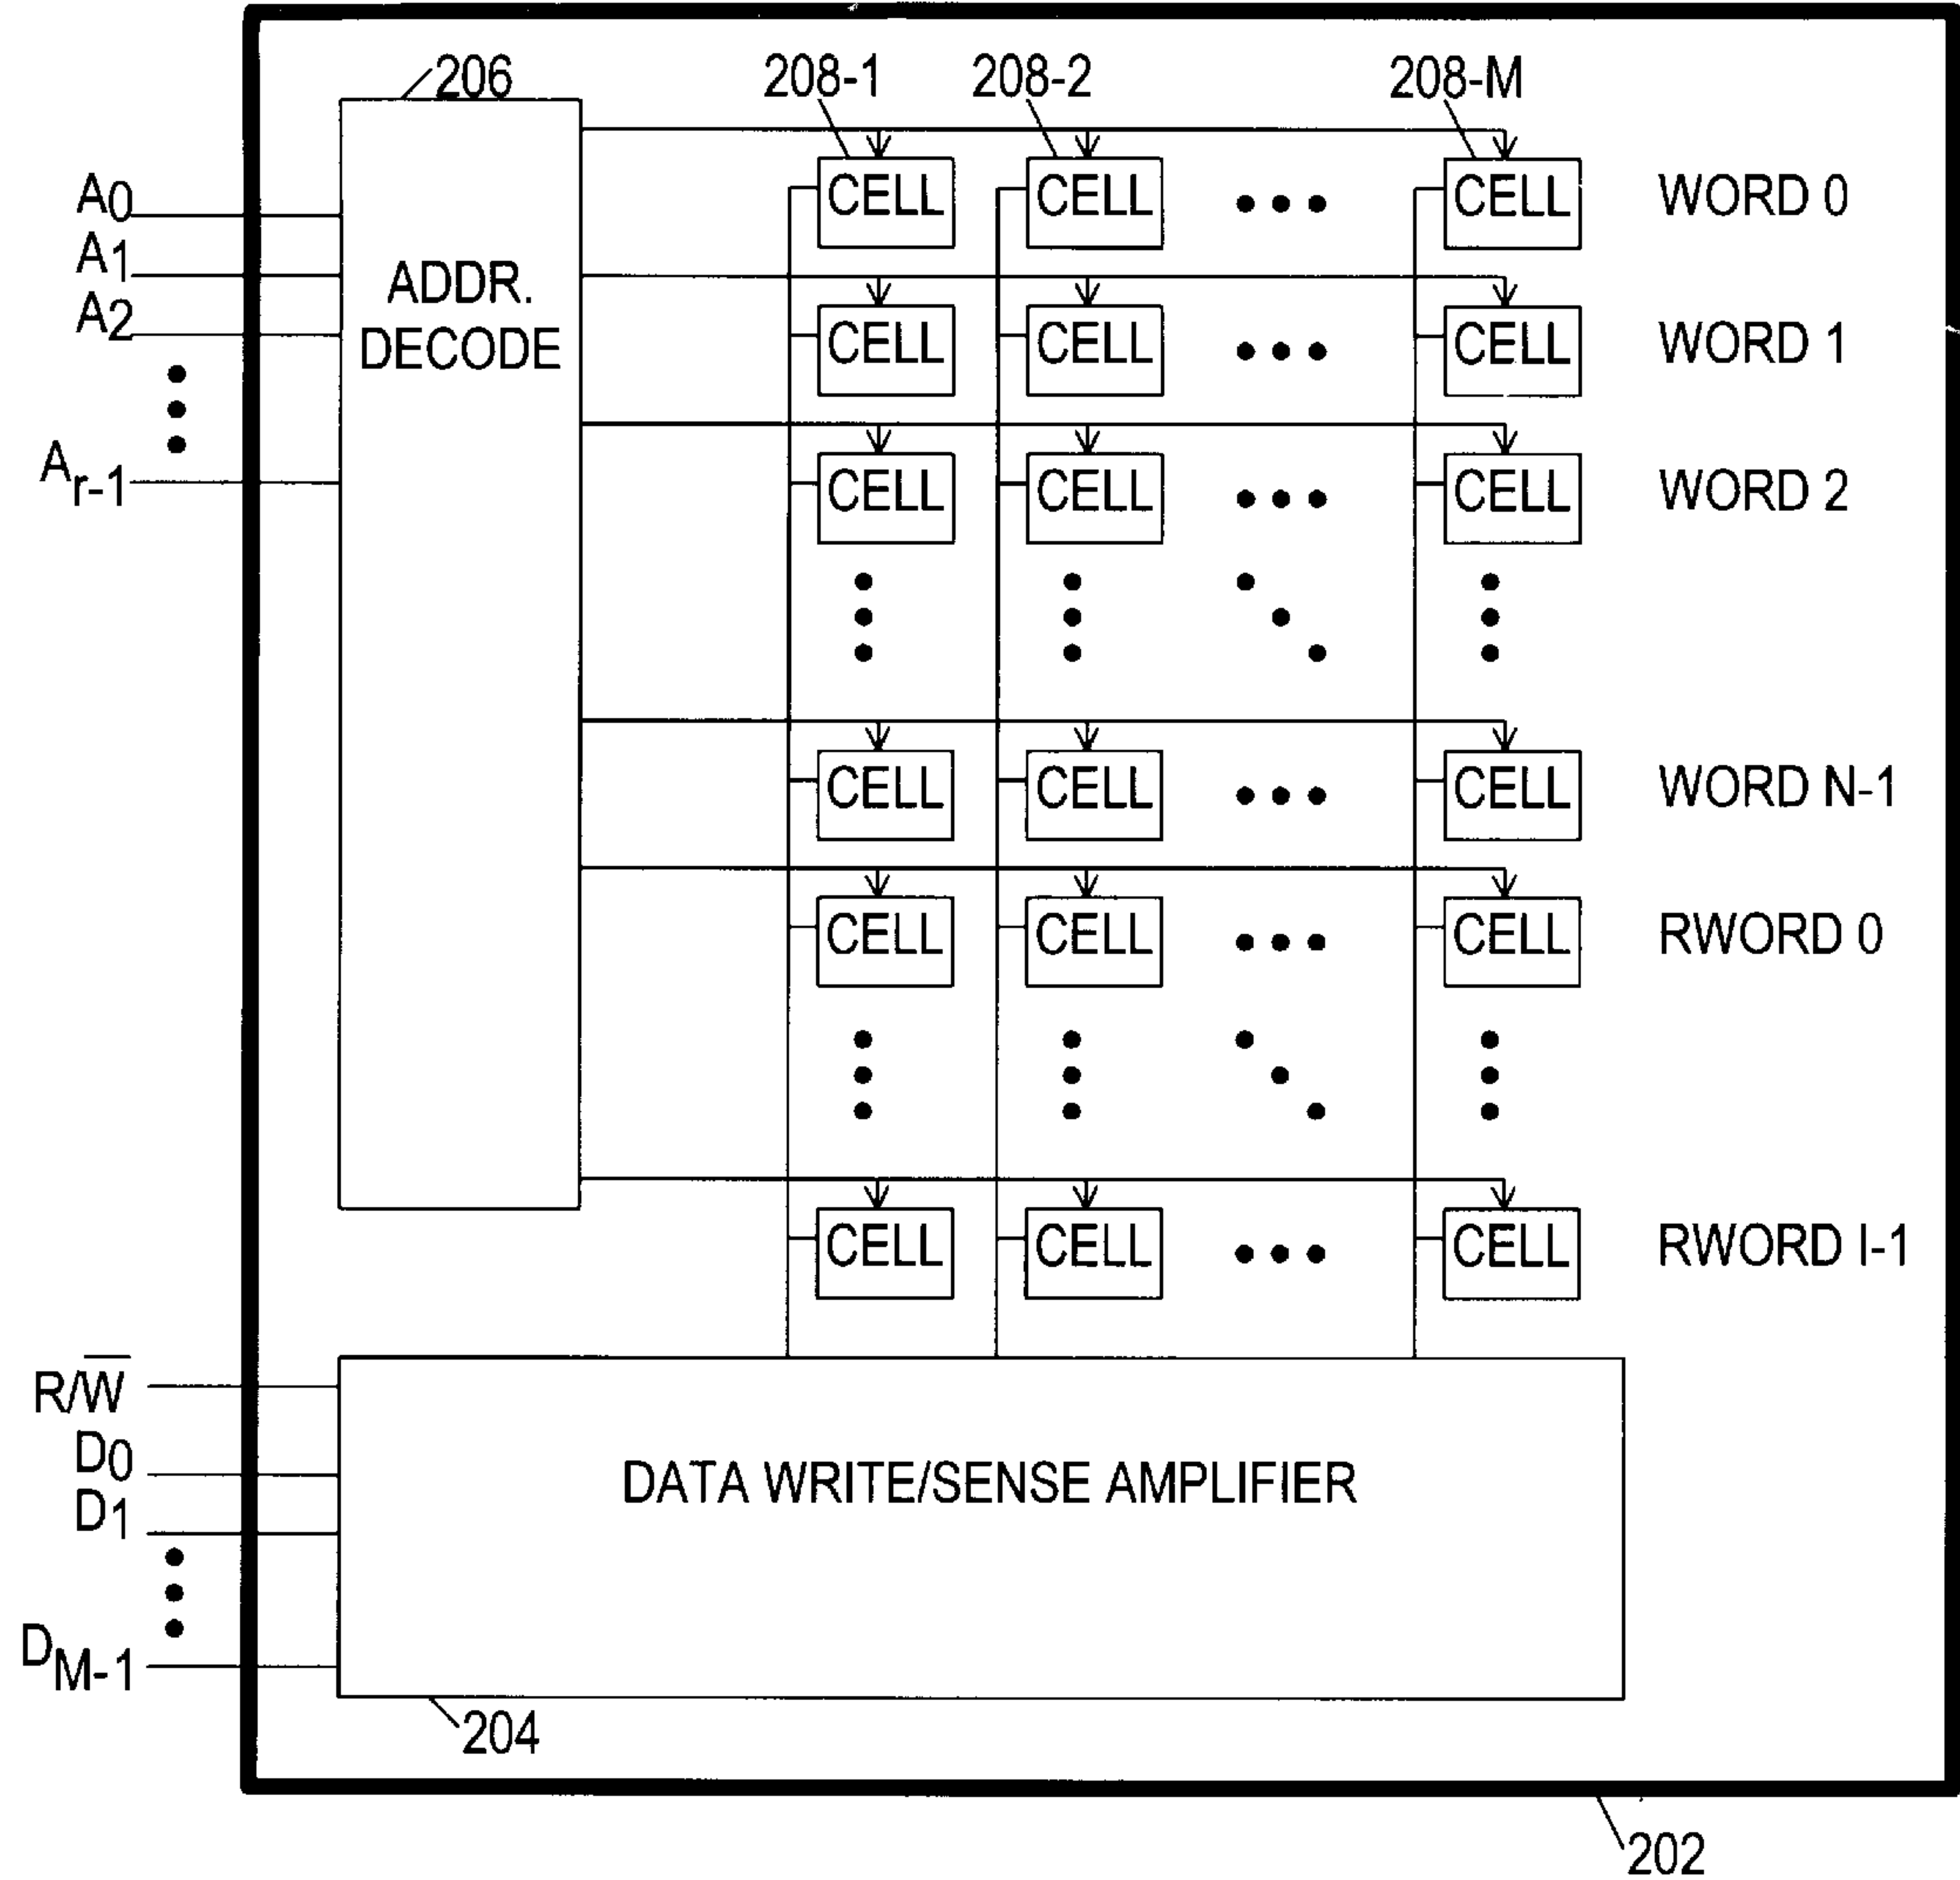 206
208-1 208-2 208-M
A0
A1
A2
Ar-1
ADDR.
DECODE
CELL CELL CELL WORD 0
CELL CELL CELL WORD 1
CELL CELL CELL WORD 2
CELL CELL CELL WORD N-1
CELL CELL CELL RWORD 0
CELL CELL CELL RWORD I-1
R/W̅
D0
D1
DM-1
DATA WRITE/SENSE AMPLIFIER
204
202